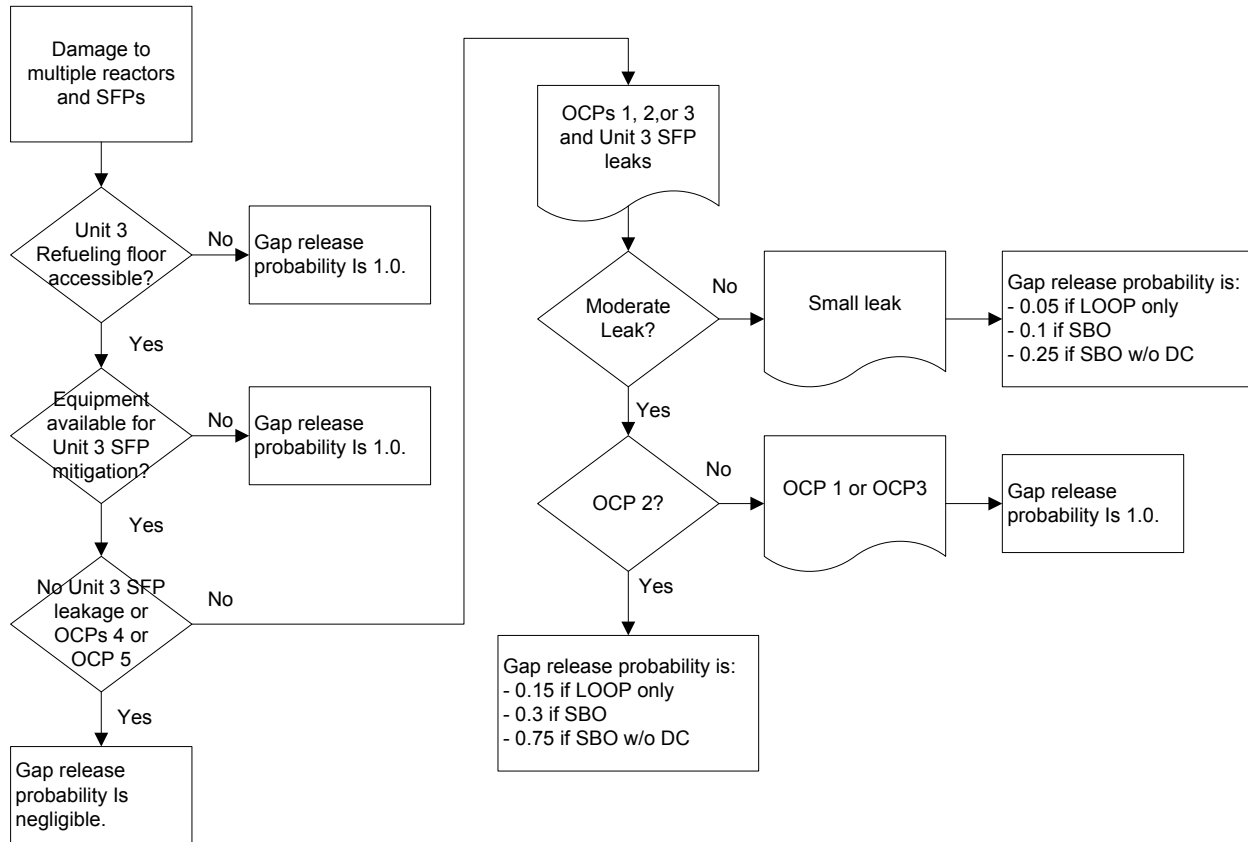 Damage to
multiple reactors
and SFPs
Unit 3
Refueling floor
accessible?
No
Gap release
probability Is 1.0.
Yes
Equipment
available for
Unit 3 SFP
mitigation?
No
Gap release
probability Is 1.0.
Yes
No Unit 3 SFP
leakage or
OCPs 4 or
OCP 5
No
Yes
Gap release
probability Is
negligible.
OCPs 1, 2,or 3
and Unit 3 SFP
leaks
Moderate
Leak?
No
Small leak
Gap release probability is:
- 0.05 if LOOP only
- 0.1 if SBO
- 0.25 if SBO w/o DC
Yes
OCP 2?
No
OCP 1 or OCP3
Gap release
probability Is 1.0.
Yes
Gap release probability is:
- 0.15 if LOOP only
- 0.3 if SBO
- 0.75 if SBO w/o DC